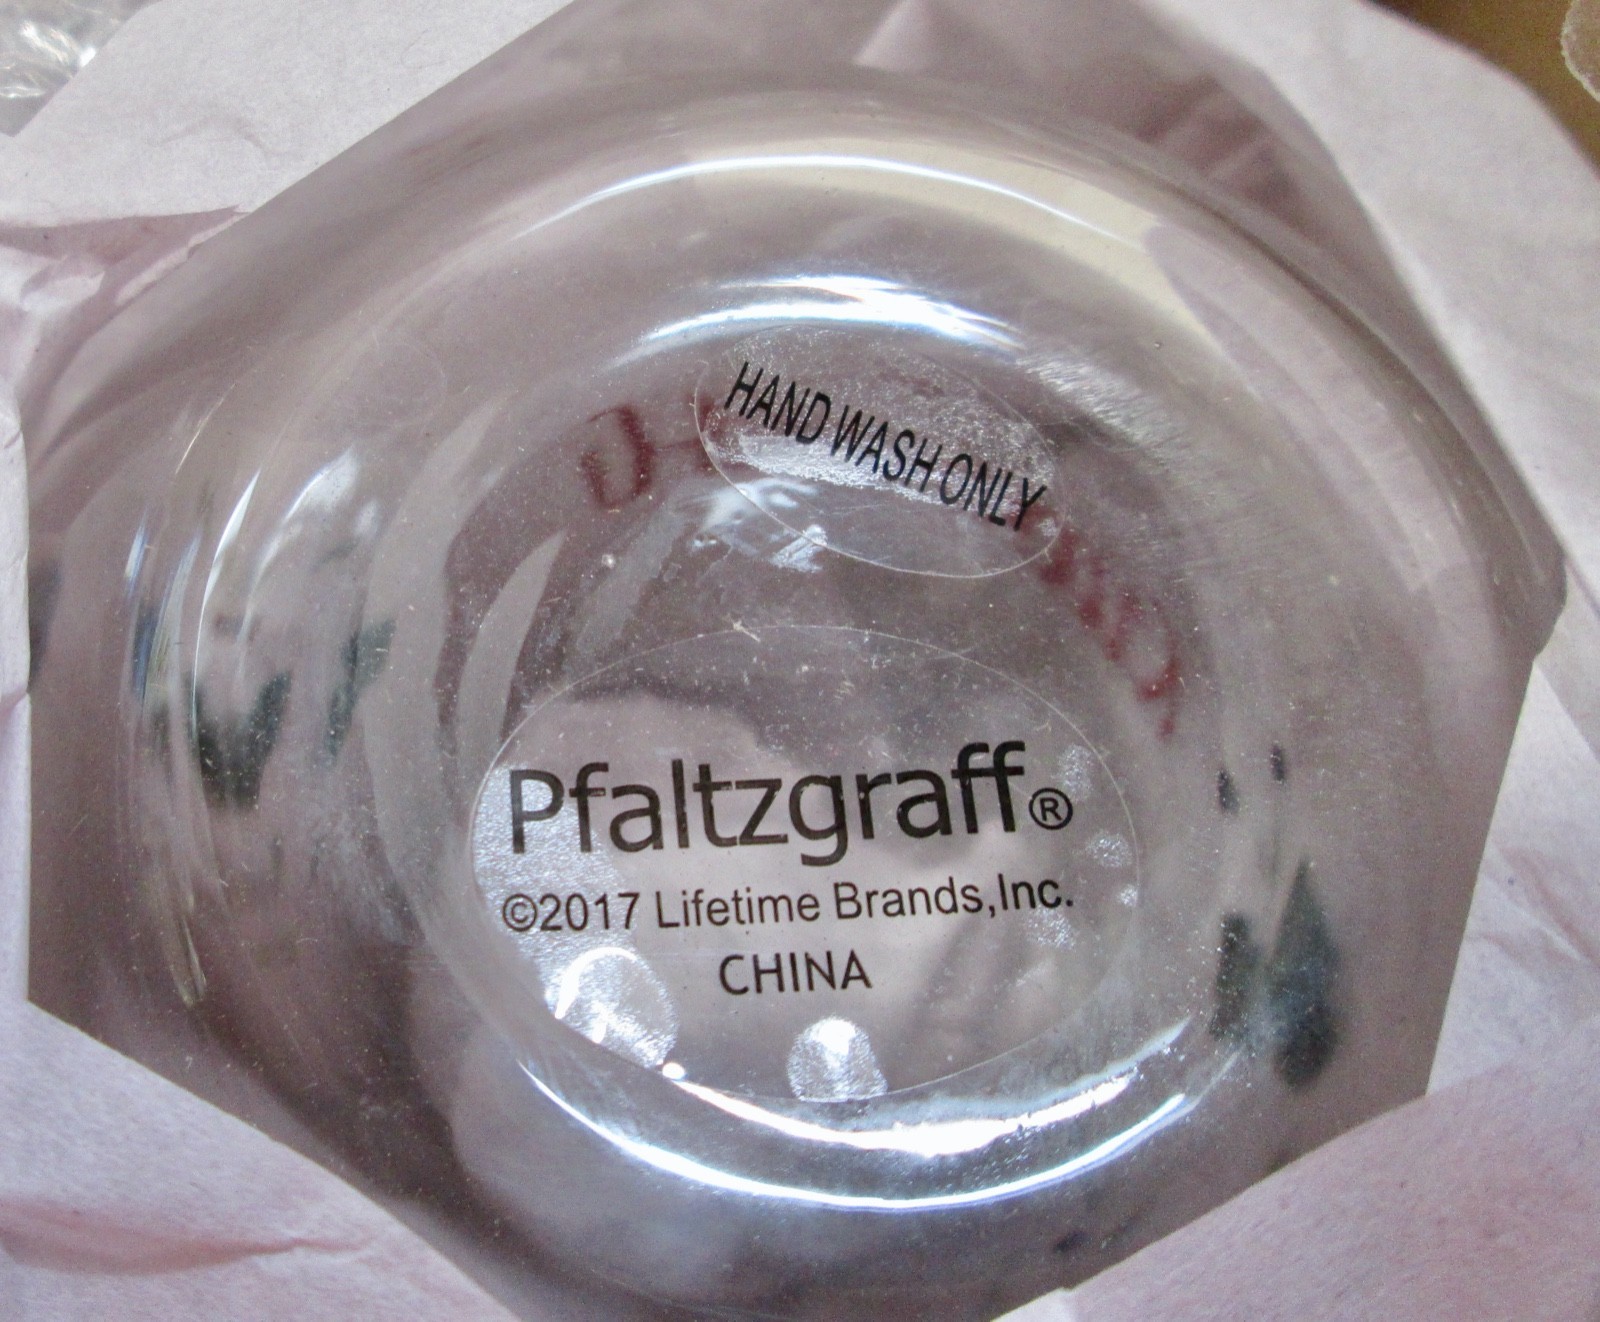 HAND WASH ONLY
Pfaltzgraff®
©2017 Lifetime Brands,Inc.
CHINA